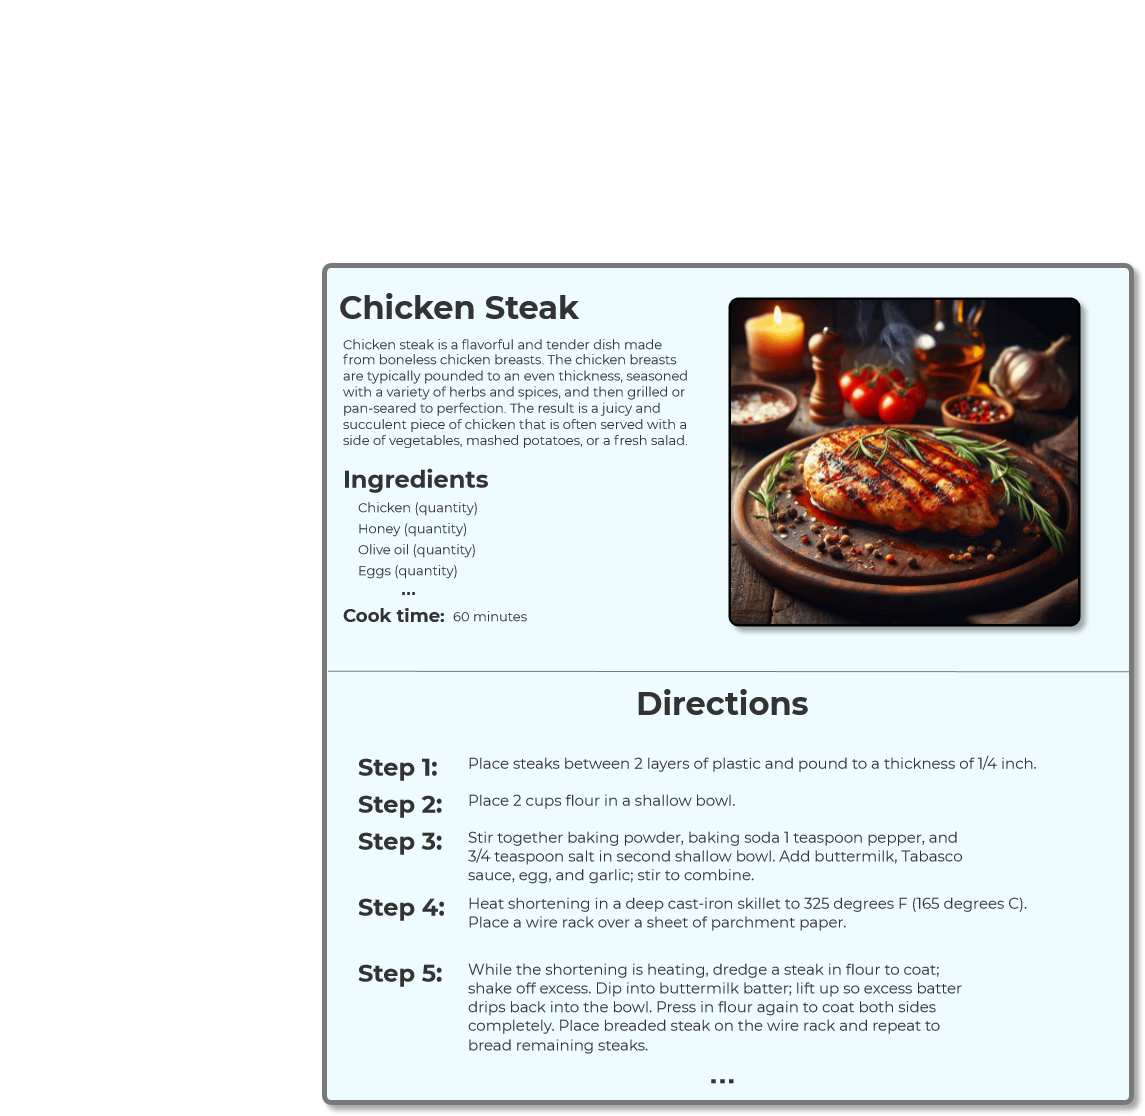 Chicken Steak
Chicken steak is a flavorful and tender dish made
from boneless chicken breasts. The chicken breasts
are typically pounded to an even thickness, seasoned
with a variety of herbs and spices, and then grilled or
pan-seared to perfection. The result is a juicy and
succulent piece of chicken that is often served with a
side of vegetables, mashed potatoes, or a fresh salad.
Ingredients
Chicken (quantity)
Honey (quantity)
Olive oil (quantity)
Eggs (quantity)
...
Cook time: 60 minutes
Directions
Step 1: Place steaks between 2 layers of plastic and pound to a thickness of 1/4 inch.
Step 2: Place 2 cups flour in a shallow bowl.
Step 3: Stir together baking powder, baking soda 1 teaspoon pepper, and
3/4 teaspoon salt in second shallow bowl. Add buttermilk, Tabasco
sauce, egg, and garlic; stir to combine.
Step 4: Heat shortening in a deep cast-iron skillet to 325 degrees F (165 degrees C).
Place a wire rack over a sheet of parchment paper.
Step 5: While the shortening is heating, dredge a steak in flour to coat;
shake off excess. Dip into buttermilk batter; lift up so excess batter
drips back into the bowl. Press in flour again to coat both sides
completely. Place breaded steak on the wire rack and repeat to
bread remaining steaks.
...